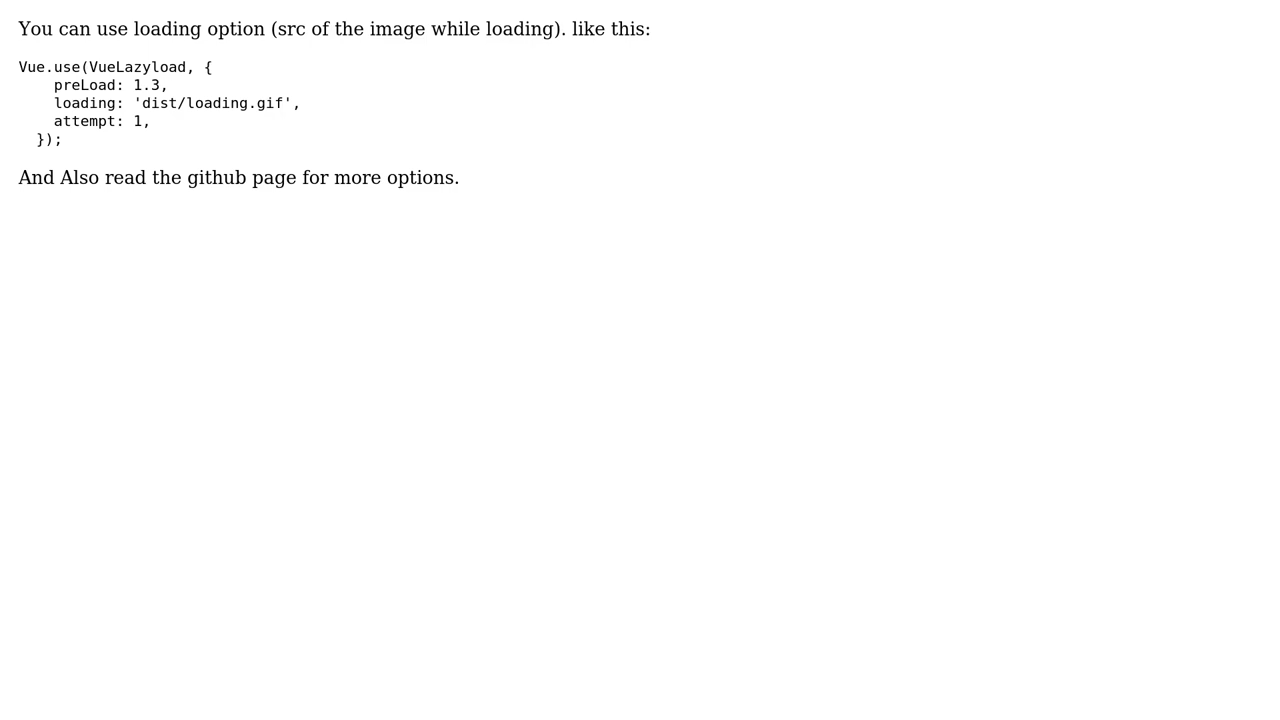 You can use loading option (src of the image while loading). like this:
Vue.use(VueLazyload, {
    preLoad: 1.3,
    loading: 'dist/loading.gif',
    attempt: 1,
  });
And Also read the github page for more options.